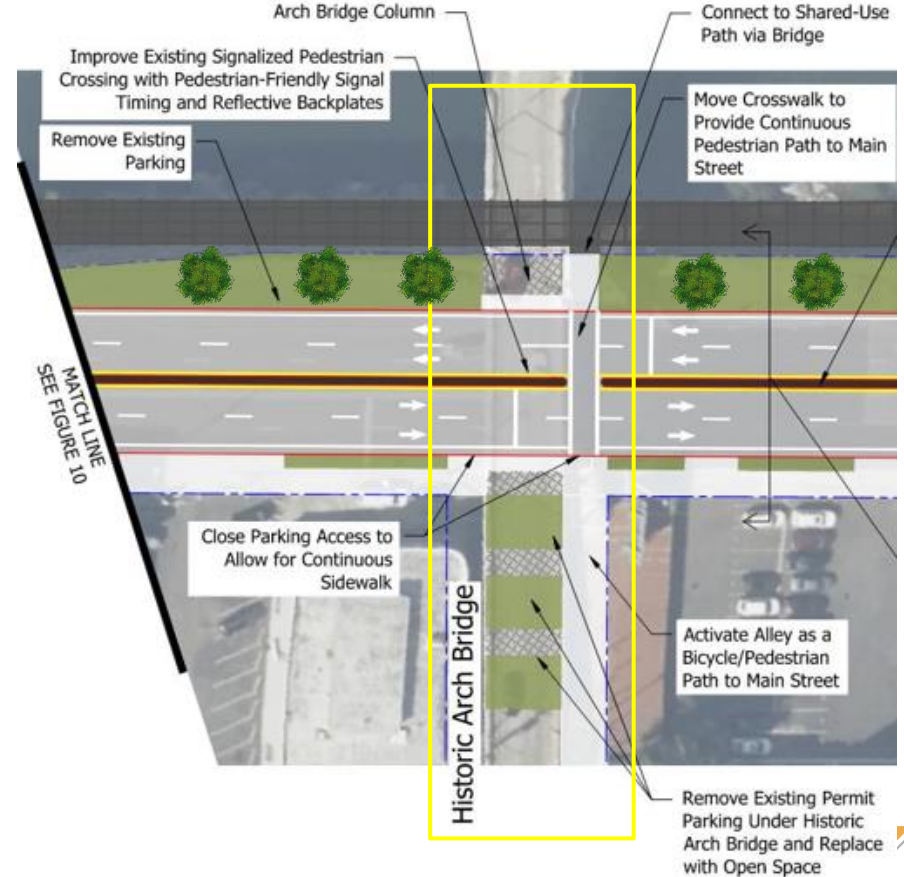 Arch Bridge Column
Connect to Shared-Use
Path via Bridge
Improve Existing Signalized Pedestrian
Crossing with Pedestrian-Friendly Signal
Timing and Reflective Backplates
Move Crosswalk to
Provide Continuous
Pedestrian Path to Main
Street
Remove Existing
Parking
MATCH LINE
SEE FIGURE 10
Close Parking Access to
Allow for Continuous
Sidewalk
Historic Arch Bridge
Activate Alley as a
Bicycle/Pedestrian
Path to Main Street
Remove Existing Permit
Parking Under Historic
Arch Bridge and Replace
with Open Space